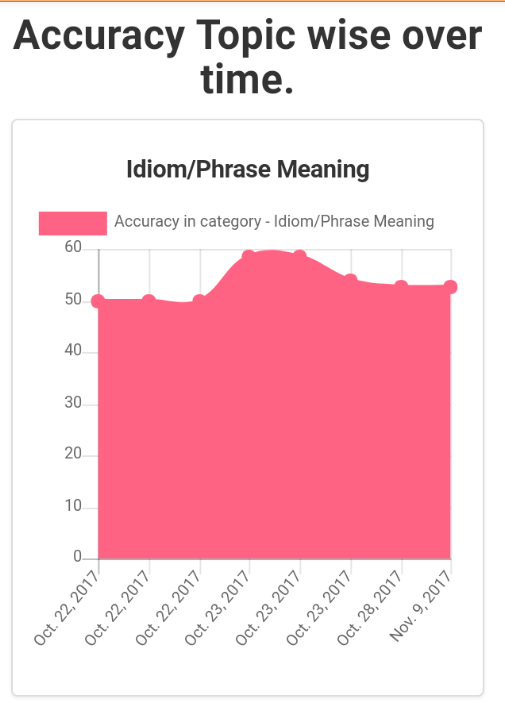 Accuracy Topic wise over
time.
Idiom/Phrase Meaning
Accuracy in category - Idiom/Phrase Meaning
60
50
40
30
20
10
0
Oct. 22, 2017
Oct. 22, 2017
Oct. 22, 2017
Oct. 23, 2017
Oct. 23, 2017
Oct. 23, 2017
Oct. 28, 2017
Nov. 9, 2017